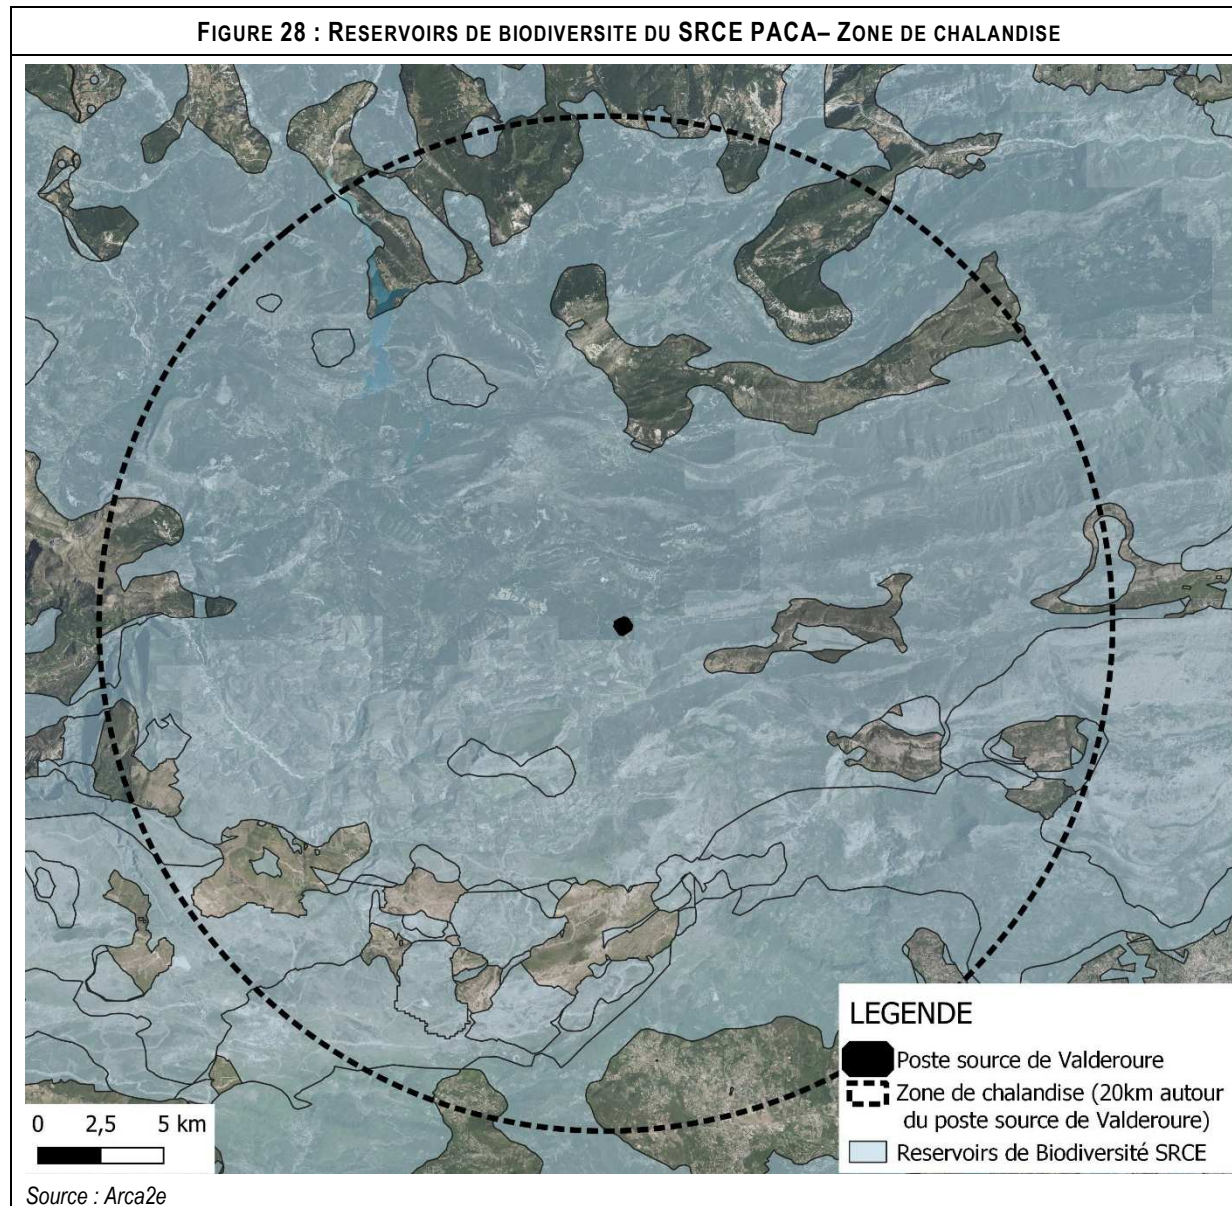 FIGURE 28 : RESERVOIRS DE BIODIVERSITE DU SRCE PACA– ZONE DE CHALANDISE
LEGENDE
Poste source de Valderoure
Zone de chalandise (20km autour
du poste source de Valderoure)
Reservoirs de Biodiversité SRCE
0 2,5 5 km
Source : Arca2e